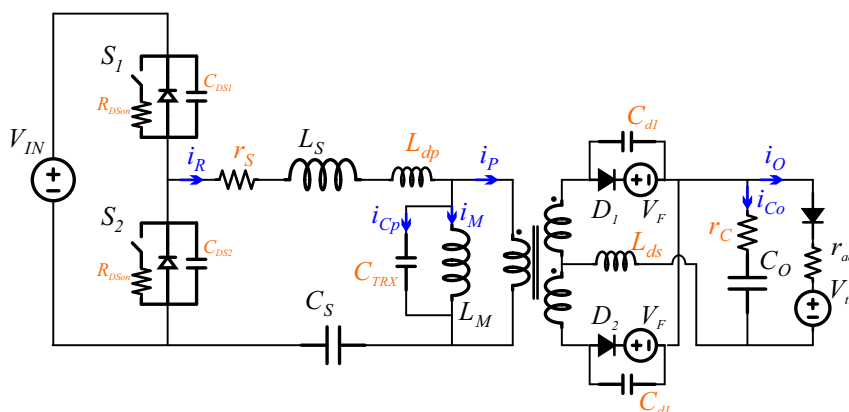 S1
RDSon
CDS1
VIN
iR
rS
LS
Ldp
iP
Cd1
D1
VF
iO
iCo
S2
RDSon
CDS2
iCp
iM
CTRX
LM
CS
Lds
rC
CO
D2
VF
Cd1